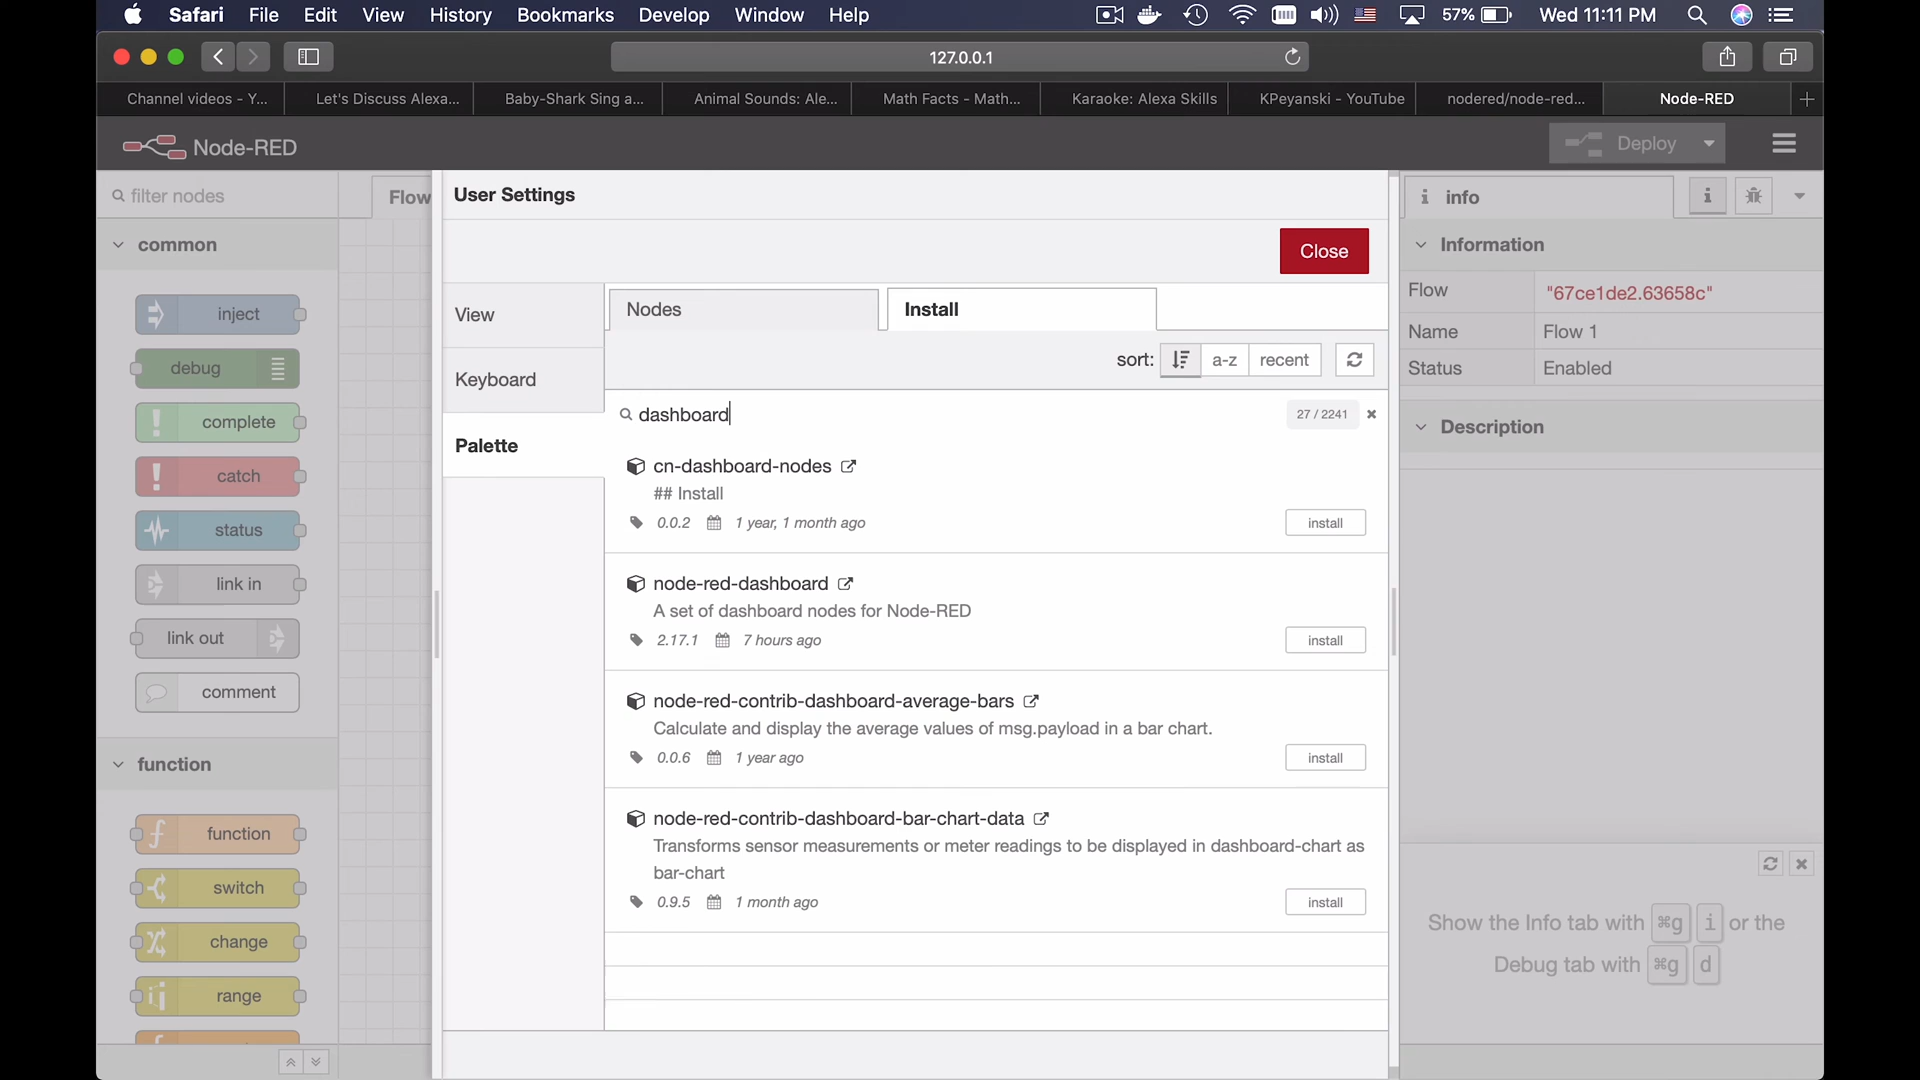 Safari File Edit View History Bookmarks Develop Window Help 57% Wed 11:11 PM
127.0.0.1
Channel videos - Y... Let's Discuss Alexa... Baby-Shark Sing a... Animal Sounds: Ale... Math Facts - Math... Karaoke: Alexa Skills KPeyanski - YouTube nodered/node-red... Node-RED
Node-RED Deploy
filter nodes
Flow
User Settings
info
common
Close
Information
inject
debug
complete
catch
status
link in
link out
comment
function
function
switch
change
range
View
Keyboard
Palette
Nodes Install
sort: a-z recent
dashboard 27 / 2241
cn-dashboard-nodes
## Install
0.0.2 1 year, 1 month ago install
node-red-dashboard
A set of dashboard nodes for Node-RED
2.17.1 7 hours ago install
node-red-contrib-dashboard-average-bars
Calculate and display the average values of msg.payload in a bar chart.
0.0.6 1 year ago install
node-red-contrib-dashboard-bar-chart-data
Transforms sensor measurements or meter readings to be displayed in dashboard-chart as
bar-chart
0.9.5 1 month ago install
Flow "67ce1de2.63658c"
Name Flow 1
Status Enabled
Description
Show the Info tab with ⌘g i or the
Debug tab with ⌘g d